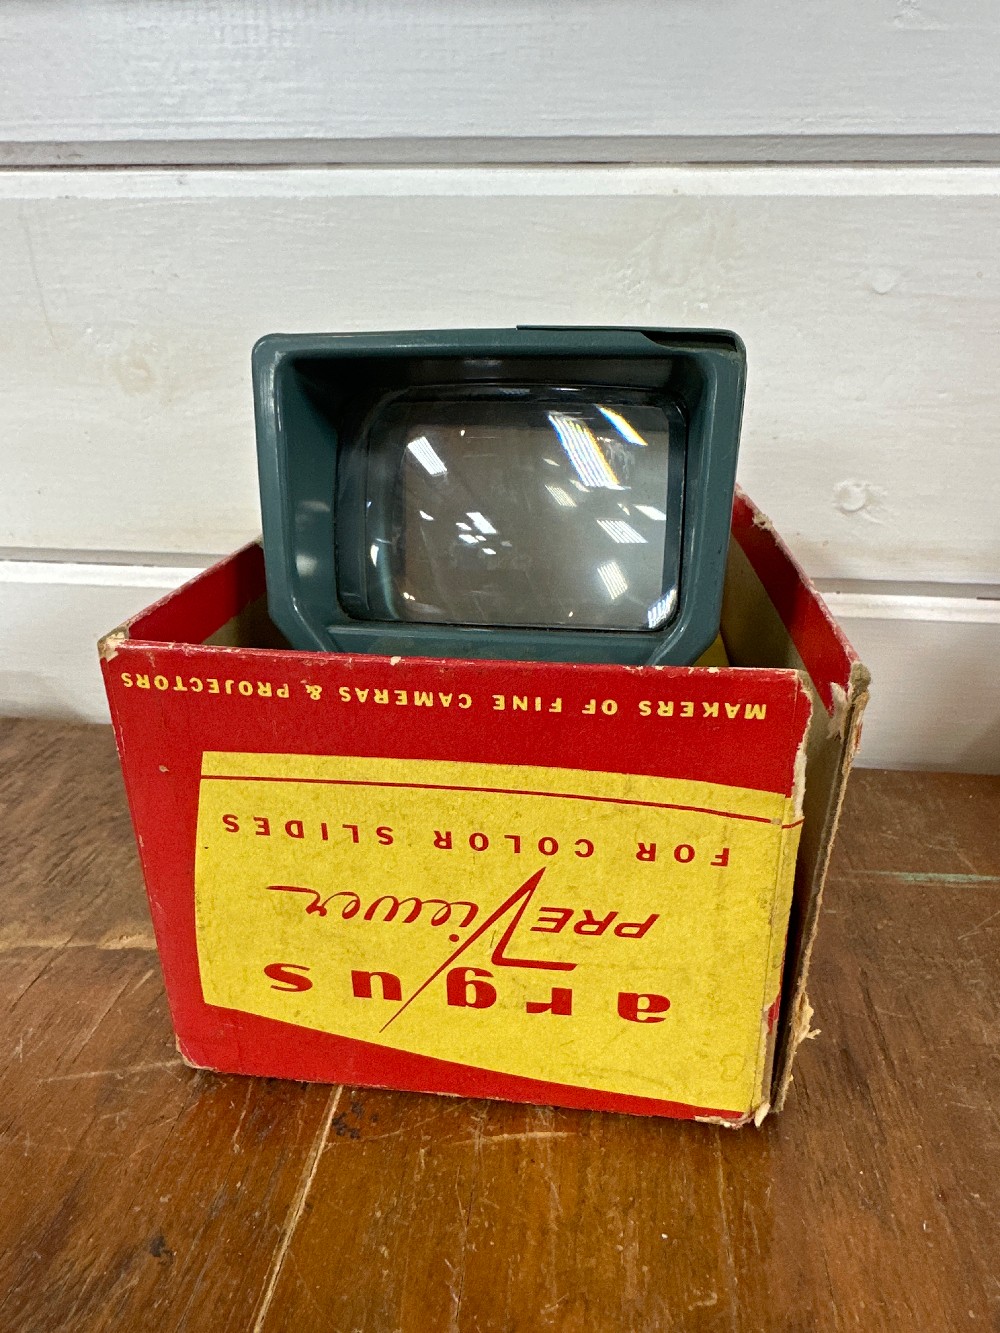 argus
PREViewer
FOR COLOR SLIDES
MAKERS OF FINE CAMERAS & PROJECTORS